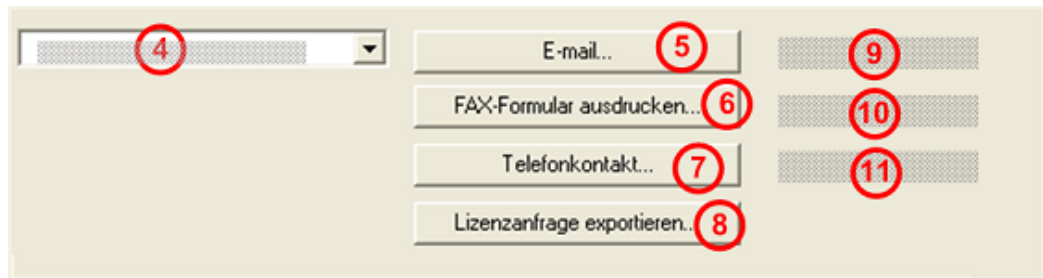 4 E-mail... 5 9
FAX-Formular ausdrucken... 6 10
Telefonkontakt... 7 11
Lizenzanfrage exportieren... 8